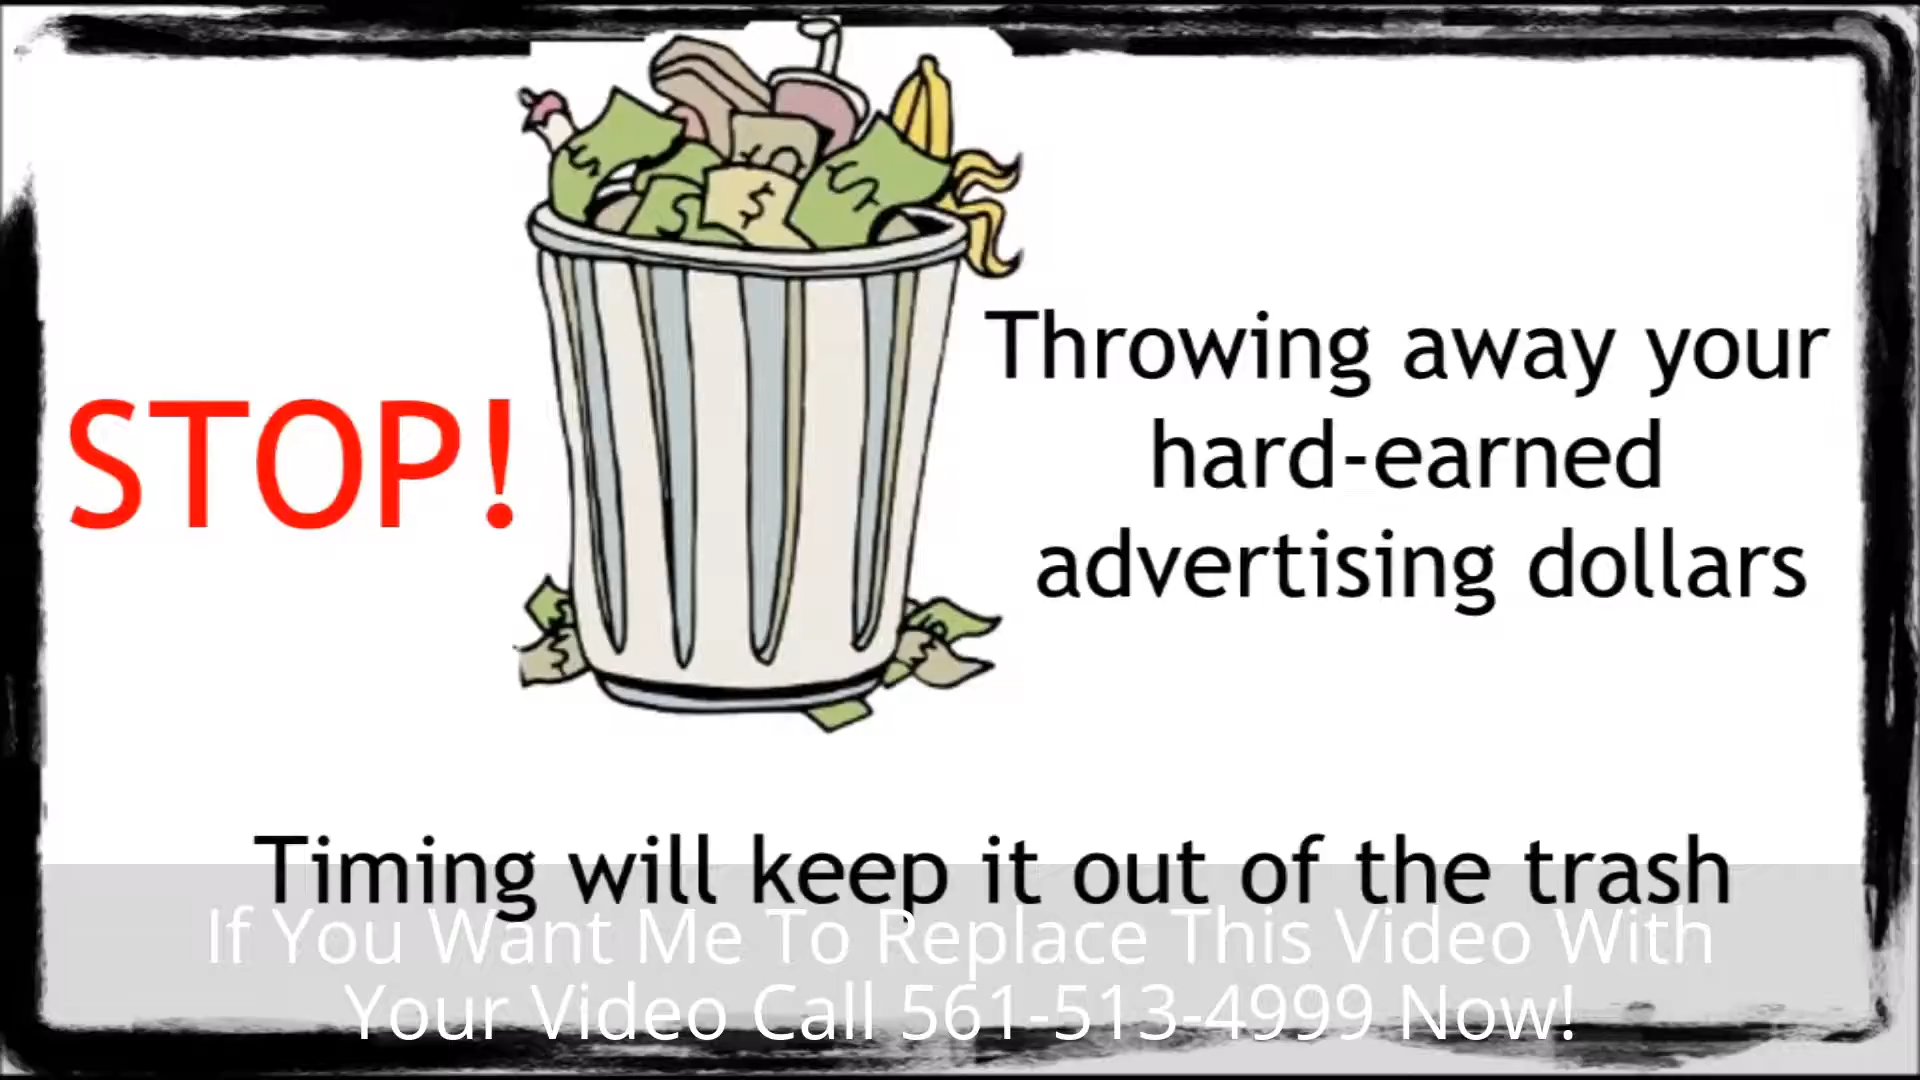 STOP!
Throwing away your
hard-earned
advertising dollars
Timing will keep it out of the trash
If You Want Me To Replace This Video With
Your Video Call 561-513-4999 Now!